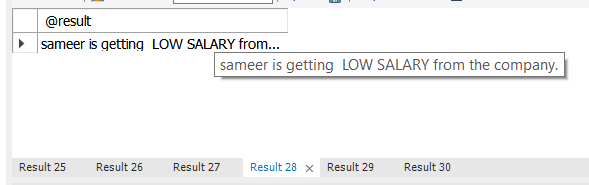 @result
sameer is getting  LOW SALARY from...
sameer is getting  LOW SALARY from the company.
Result 25 Result 26 Result 27 Result 28 × Result 29 Result 30